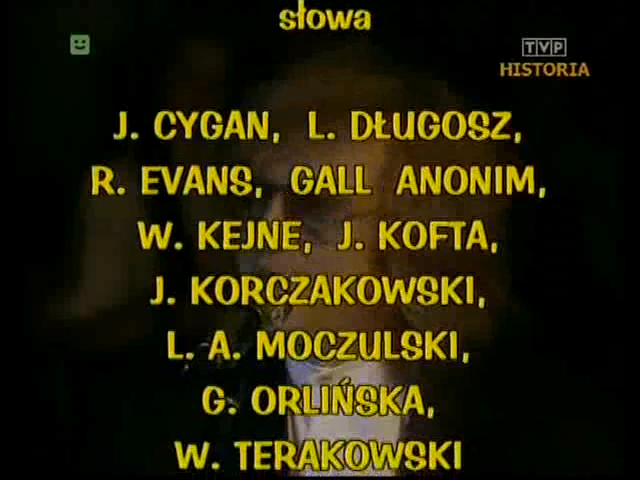 słowa
TVP
HISTORIA
J. CYGAN, L. DŁUGOSZ,
R. EVANS, GALL ANONIM,
W. KEJNE, J. KOFTA,
J. KORCZAKOWSKI,
L. A. MOCZULSKI,
G. ORLIŃSKA,
W. TERAKOWSKI